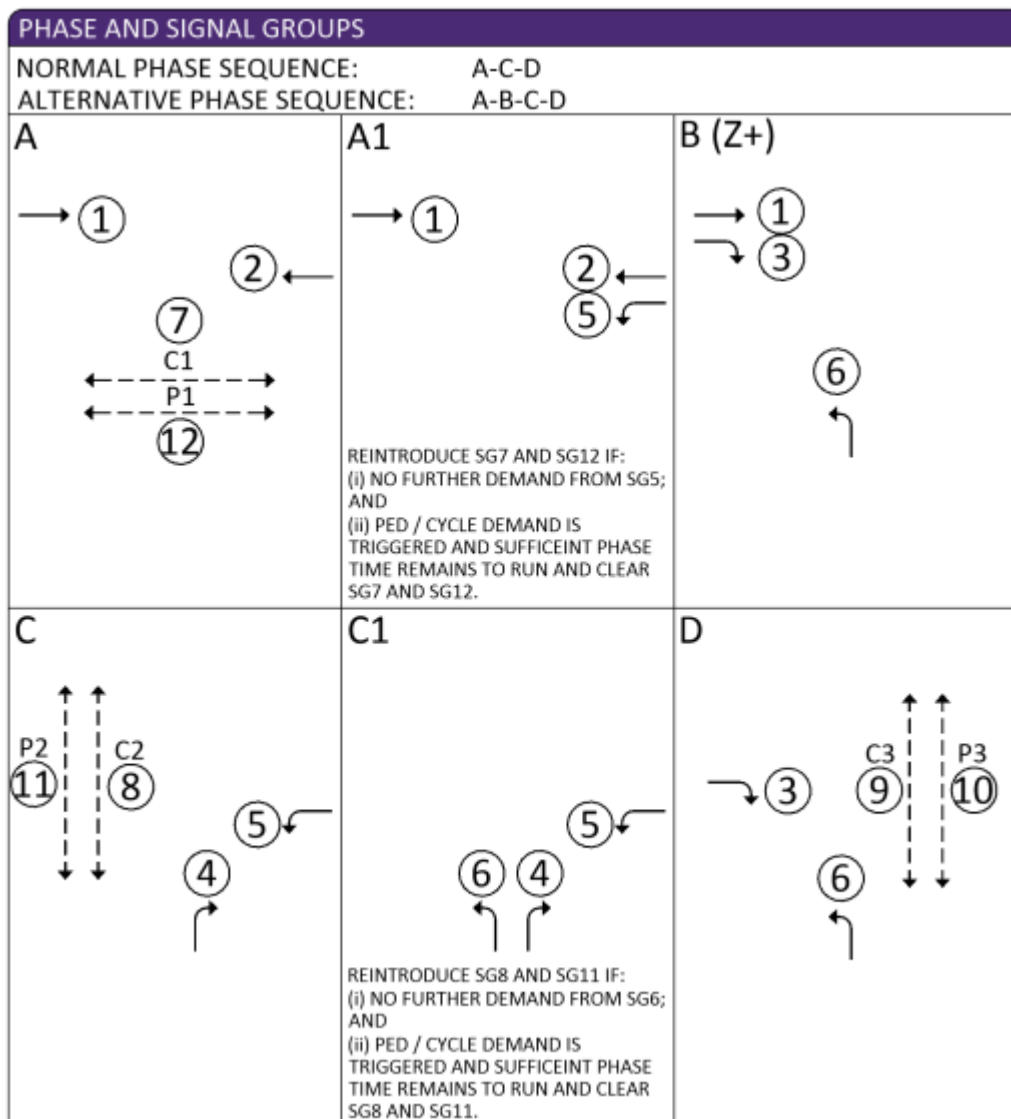 PHASE AND SIGNAL GROUPS
NORMAL PHASE SEQUENCE: A-C-D
ALTERNATIVE PHASE SEQUENCE: A-B-C-D
A
1
2
7
C1
P1
12
A1
1
2
5
REINTRODUCE SG7 AND SG12 IF:
(i) NO FURTHER DEMAND FROM SG5;
AND
(ii) PED / CYCLE DEMAND IS
TRIGGERED AND SUFFICEINT PHASE
TIME REMAINS TO RUN AND CLEAR
SG7 AND SG12.
B (Z+)
1
3
6
C
P2
11
C2
8
5
4
C1
5
6
4
REINTRODUCE SG8 AND SG11 IF:
(i) NO FURTHER DEMAND FROM SG6;
AND
(ii) PED / CYCLE DEMAND IS
TRIGGERED AND SUFFICEINT PHASE
TIME REMAINS TO RUN AND CLEAR
SG8 AND SG11.
D
3
C3
9
P3
10
6